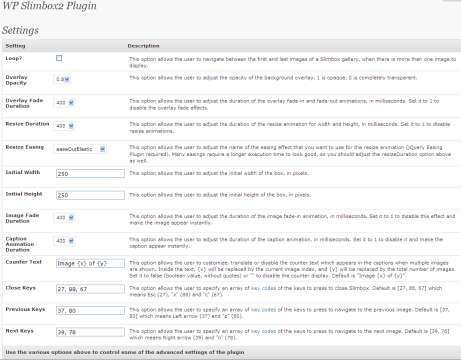 WP Slimbox2 Plugin
Settings
Setting Description
Loop? This option allows the user to navigate between the first and last images of a Slimbox gallery, when there is more than one image to
display.
Overlay
Opacity
0.8
This option allows the user to adjust the opacity of the background overlay. 1 is opaque, 0 is completely transparent.
Overlay Fade
Duration
400
This option allows the user to adjust the duration of the overlay fade-in and fade-out animations, in milliseconds. Set it to 1 to
disable the overlay fade effects.
Resize Duration 400 This option allows the user to adjust the duration of the resize animation for width and height, in milliseconds. Set it to 1 to disable
resize animations.
Resize Easing easeOutElastic This option allows the user to adjust the name of the easing effect that you want to use for the resize animation (jQuery Easing
Plugin required). Many easings require a longer execution time to look good, so you should adjust the resizeDuration option above
as well.
Initial Width 250 This option allows the user to adjust the initial width of the box, in pixels.
Initial Height 250 This option allows the user to adjust the initial height of the box, in pixels.
Image Fade
Duration
400
This option allows the user to adjust the duration of the image fade-in animation, in milliseconds. Set it to 1 to disable this effect and
make the image appear instantly.
Caption
Animation
Duration
400
This option allows the user to adjust the duration of the caption animation, in milliseconds. Set it to 1 to disable it and make the
caption appear instantly.
Counter Text Image {x} of {y} This option allows the user to customize, translate or disable the counter text which appears in the captions when multiple images
are shown. Inside the text, {x} will be replaced by the current image index, and {y} will be replaced by the total number of images.
Set it to false (boolean value, without quotes) or "" to disable the counter display. Default is "Image {x} of {y}".
Close Keys 27, 88, 67 This option allows the user to specify an array of key codes of the keys to press to close Slimbox. Default is [27, 88, 67] which
means Esc (27), "x" (88) and "c" (67).
Previous Keys 37, 80 This option allows the user to specify an array of key codes of the keys to press to navigate to the previous image. Default is [37,
80] which means Left arrow (37) and "p" (80).
Next Keys 39, 78 This option allows the user to specify an array of key codes of the keys to press to navigate to the next image. Default is [39, 78]
which means Right arrow (39) and "n" (78).
Use the various options above to control some of the advanced settings of the plugin